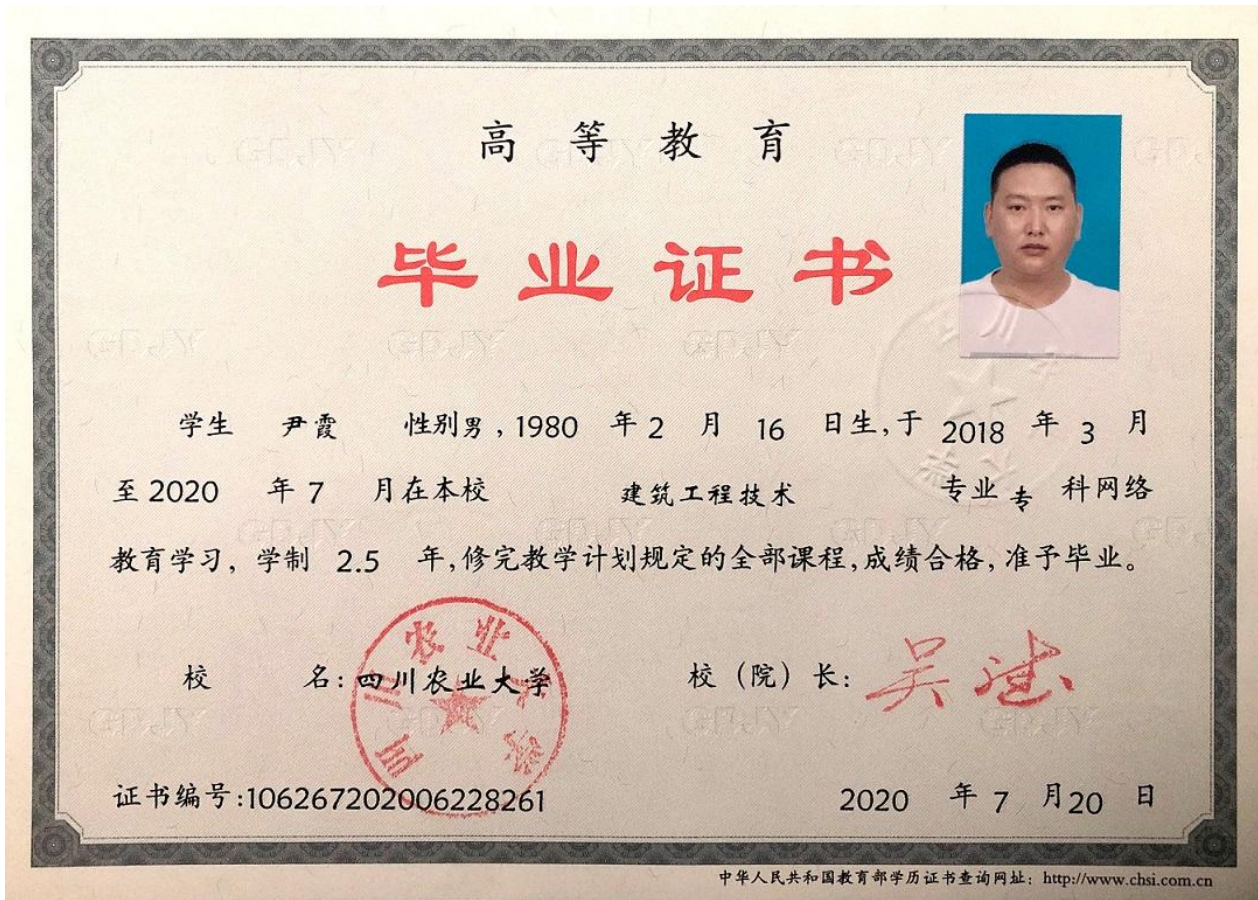 高等教育
毕业证书
学生 尹霞 性别男,1980 年 2 月 16 日生,于 2018 年 3 月
至 2020 年 7 月在本校 建筑工程技术 专业 专 科网络
教育学习, 学制 2.5 年,修完教学计划规定的全部课程,成绩合格,准予毕业。
校 名:四川农业大学 校(院)长:
四川农业大学
证书编号:106267202006228261 2020 年 7 月 20 日
中华人民共和国教育部学历证书查询网址: http://www.chsi.com.cn